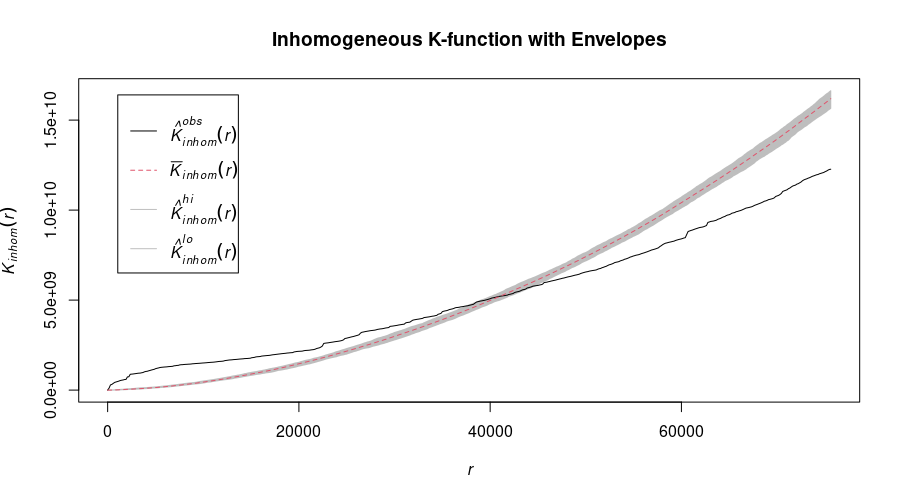 Inhomogeneous K-function with Envelopes
K̂ obs inhom (r)
K̄ inhom (r)
K̂ hi inhom (r)
K̂ lo inhom (r)
K inhom (r)
1.5e+10
1.0e+10
5.0e+09
0.0e+00
0 20000 40000 60000
r